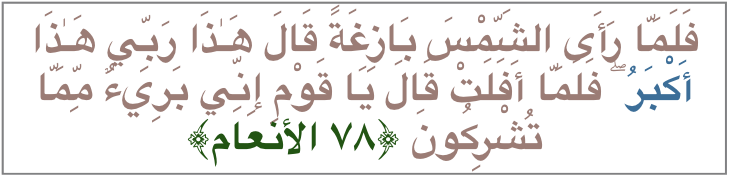 فَلَمَّا رَأَى الشَّمْسَ بَازِغَةً قَالَ هَٰذَا رَبِّي هَٰذَا
أَكْبَرُ ۖ فَلَمَّا أَفَلَتْ قَالَ يَا قَوْمِ إِنِّي بَرِيءٌ مِمَّا
تُشْرِكُونَ ﴿٧٨ الأنعام﴾